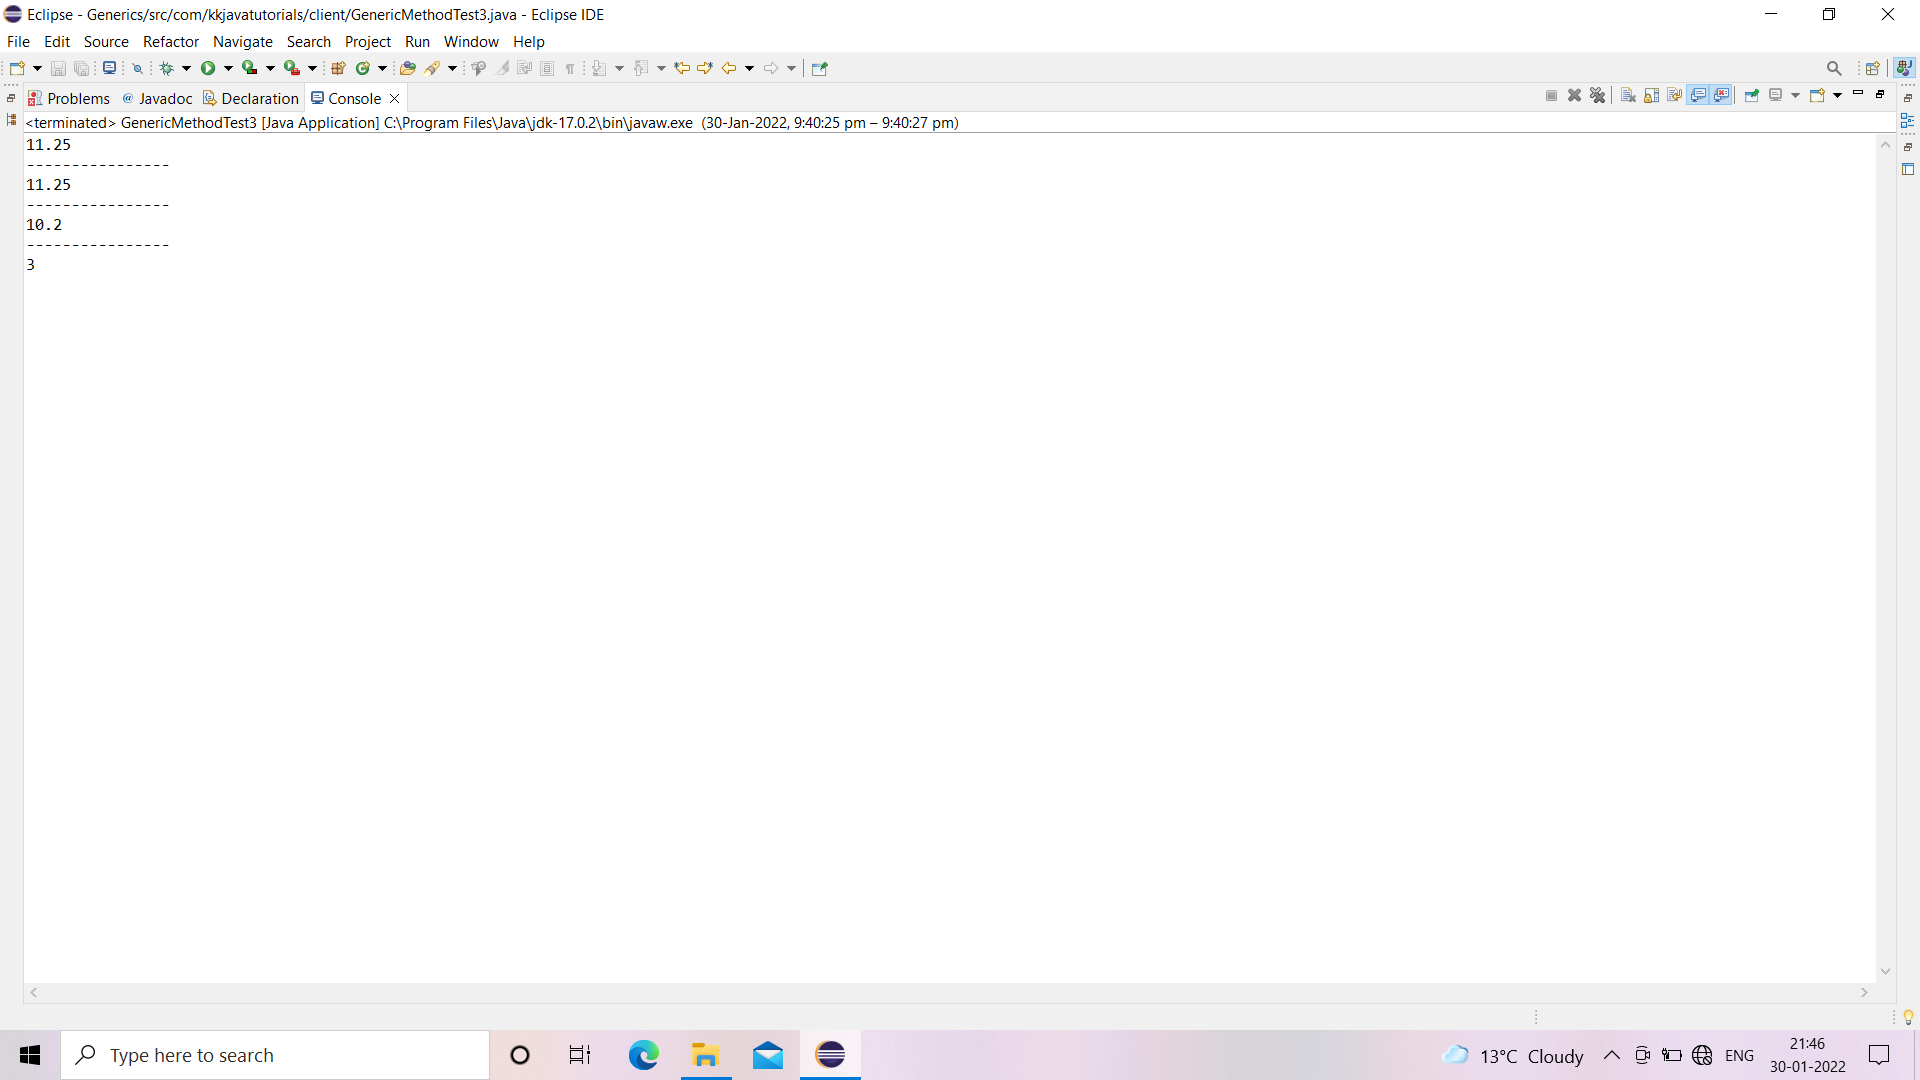 Eclipse - Generics/src/com/kkjavatutorials/client/GenericMethodTest3.java - Eclipse IDE
File Edit Source Refactor Navigate Search Project Run Window Help
Problems @ Javadoc Declaration Console
<terminated> GenericMethodTest3 [Java Application] C:\Program Files\Java\jdk-17.0.2\bin\javaw.exe (30-Jan-2022, 9:40:25 pm – 9:40:27 pm)
11.25
----------------
11.25
----------------
10.2
----------------
3
Type here to search
13°C Cloudy
ENG
21:46
30-01-2022